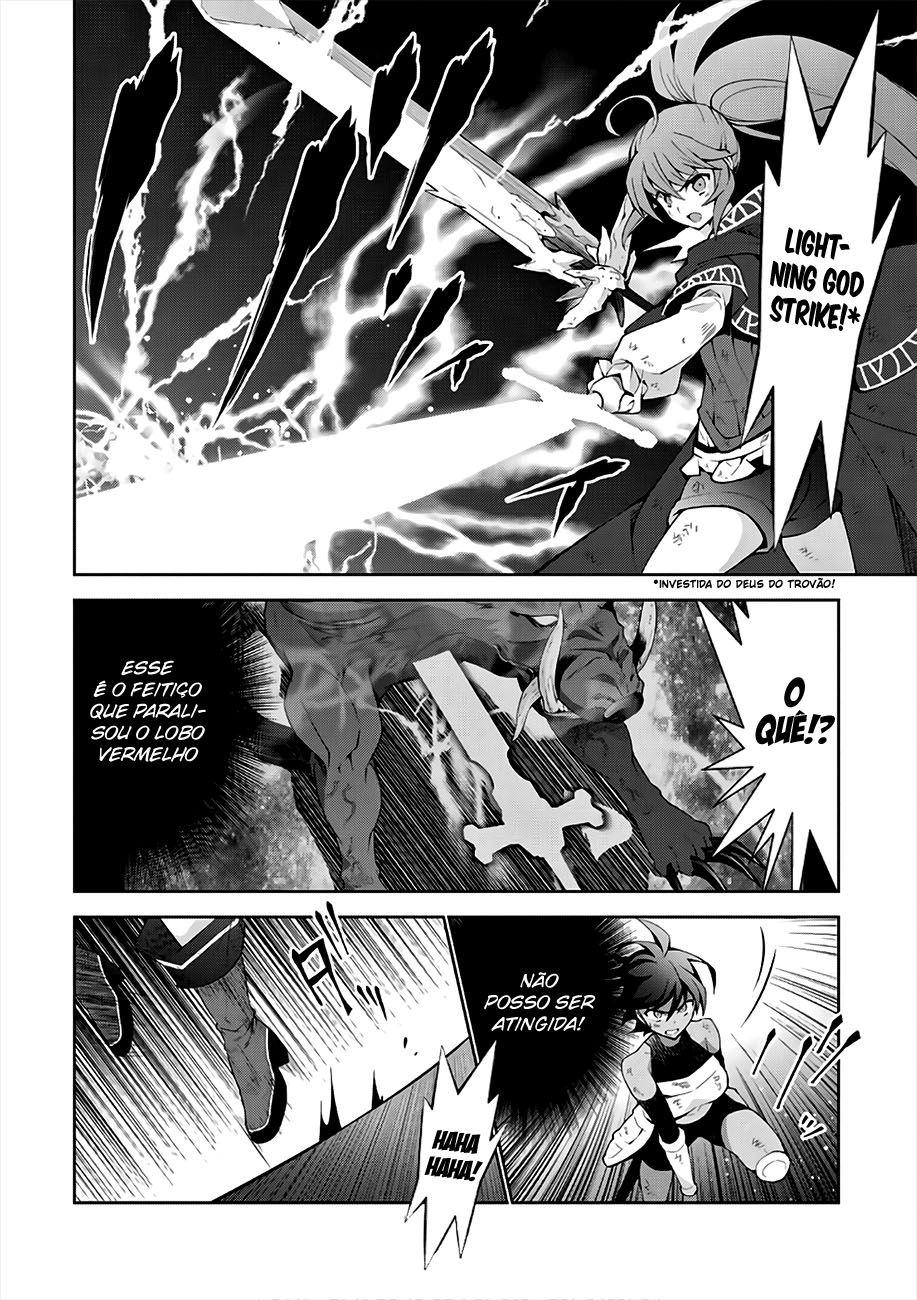 LIGHT-
NING GOD
STRIKE!*
*INVESTIDA DO DEUS DO TROVÃO!
O
QUÊ!?
ESSE
É O FEITIÇO
QUE PARALI-
SOU O LOBO
VERMELHO
NÃO
POSSO SER
ATINGIDA!
HAHA
HAHA!